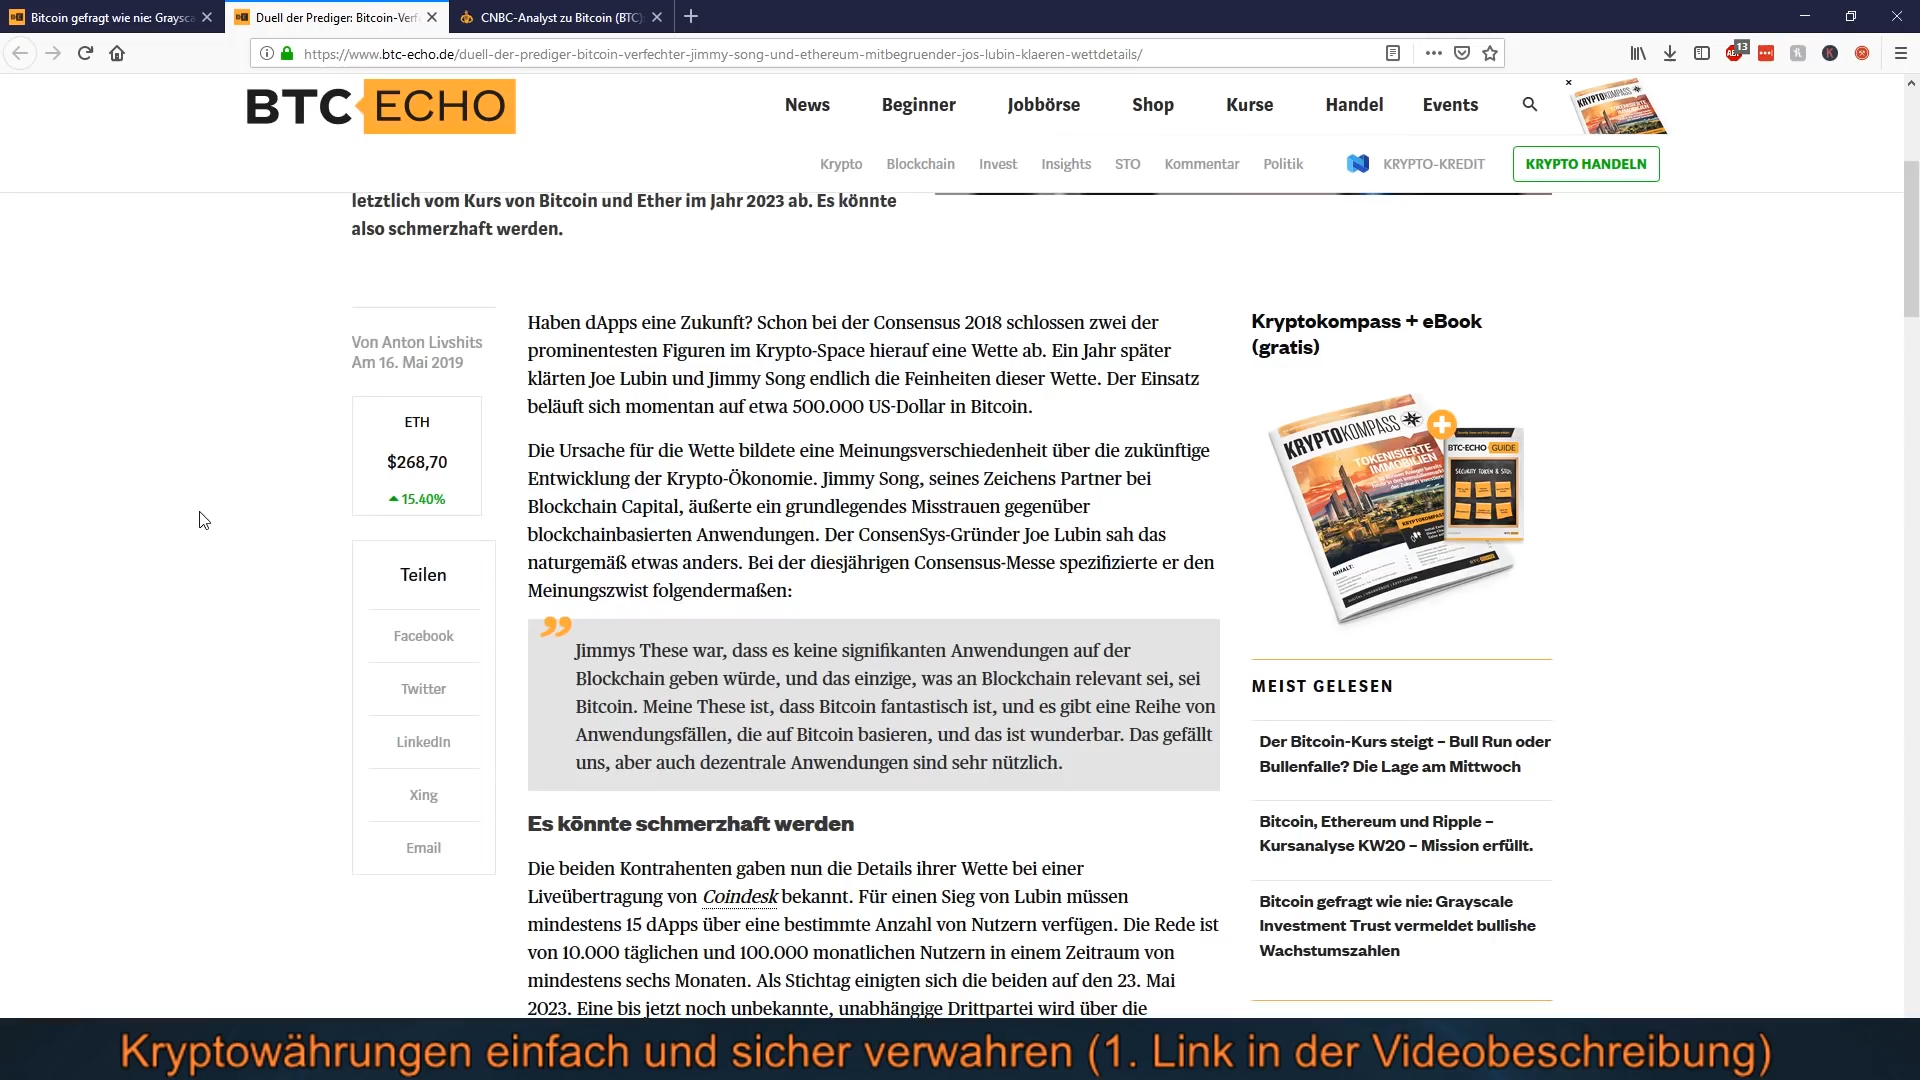 Bitcoin gefragt wie nie: Graysca
Duell der Prediger: Bitcoin-Verf
CNBC-Analyst zu Bitcoin (BTC):
https://www.btc-echo.de/duell-der-prediger-bitcoin-verfechter-jimmy-song-und-ethereum-mitbegruender-jos-lubin-klaeren-wettdetails/
13
BTC ECHO
News Beginner Jobbörse Shop Kurse Handel Events
KRYPTOKOMPASS
Krypto Blockchain Invest Insights STO Kommentar Politik KRYPTO-KREDIT KRYPTO HANDELN
letztlich vom Kurs von Bitcoin und Ether im Jahr 2023 ab. Es könnte
also schmerzhaft werden.
Von Anton Livshits
Am 16. Mai 2019
ETH
$268,70
15.40%
Teilen
Facebook
Twitter
LinkedIn
Xing
Email
Haben dApps eine Zukunft? Schon bei der Consensus 2018 schlossen zwei der
prominentesten Figuren im Krypto-Space hierauf eine Wette ab. Ein Jahr später
klärten Joe Lubin und Jimmy Song endlich die Feinheiten dieser Wette. Der Einsatz
beläuft sich momentan auf etwa 500.000 US-Dollar in Bitcoin.
Die Ursache für die Wette bildete eine Meinungsverschiedenheit über die zukünftige
Entwicklung der Krypto-Ökonomie. Jimmy Song, seines Zeichens Partner bei
Blockchain Capital, äußerte ein grundlegendes Misstrauen gegenüber
blockchainbasierten Anwendungen. Der ConsenSys-Gründer Joe Lubin sah das
naturgemäß etwas anders. Bei der diesjährigen Consensus-Messe spezifizierte er den
Meinungszwist folgendermaßen:
Jimmys These war, dass es keine signifikanten Anwendungen auf der
Blockchain geben würde, und das einzige, was an Blockchain relevant sei, sei
Bitcoin. Meine These ist, dass Bitcoin fantastisch ist, und es gibt eine Reihe von
Anwendungsfällen, die auf Bitcoin basieren, und das ist wunderbar. Das gefällt
uns, aber auch dezentrale Anwendungen sind sehr nützlich.
Es könnte schmerzhaft werden
Die beiden Kontrahenten gaben nun die Details ihrer Wette bei einer
Liveübertragung von Coindesk bekannt. Für einen Sieg von Lubin müssen
mindestens 15 dApps über eine bestimmte Anzahl von Nutzern verfügen. Die Rede ist
von 10.000 täglichen und 100.000 monatlichen Nutzern in einem Zeitraum von
mindestens sechs Monaten. Als Stichtag einigten sich die beiden auf den 23. Mai
2023. Eine bis jetzt noch unbekannte, unabhängige Drittpartei wird über die
Kryptokompass + eBook
(gratis)
KRYPTOKOMPASS
TOKENISIERTE
IMMOBILIEN
BTC-ECHO GUIDE
SECURITY TOKEN & STOs
INHALT:
MEIST GELESEN
Der Bitcoin-Kurs steigt – Bull Run oder
Bullenfalle? Die Lage am Mittwoch
Bitcoin, Ethereum und Ripple –
Kursanalyse KW20 – Mission erfüllt.
Bitcoin gefragt wie nie: Grayscale
Investment Trust vermeldet bullishe
Wachstumszahlen
Kryptowährungen einfach und sicher verwahren (1. Link in der Videobeschreibung)